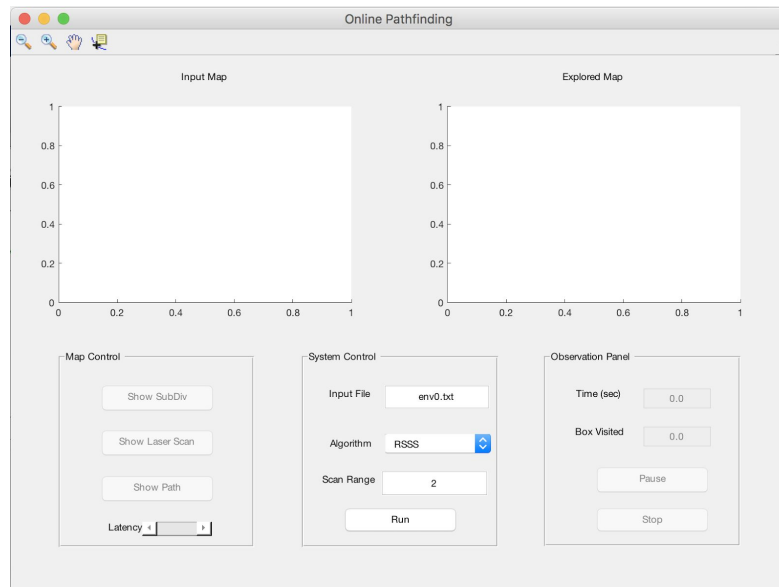 Online Pathfinding
Input Map
1
0.8
0.6
0.4
0.2
0
0 0.2 0.4 0.6 0.8 1
Explored Map
1
0.8
0.6
0.4
0.2
0
0 0.2 0.4 0.6 0.8 1
Map Control
Show SubDiv
Show Laser Scan
Show Path
Latency
System Control
Input File env0.txt
Algorithm RSSS
Scan Range 2
Run
Observation Panel
Time (sec) 0.0
Box Visited 0.0
Pause
Stop